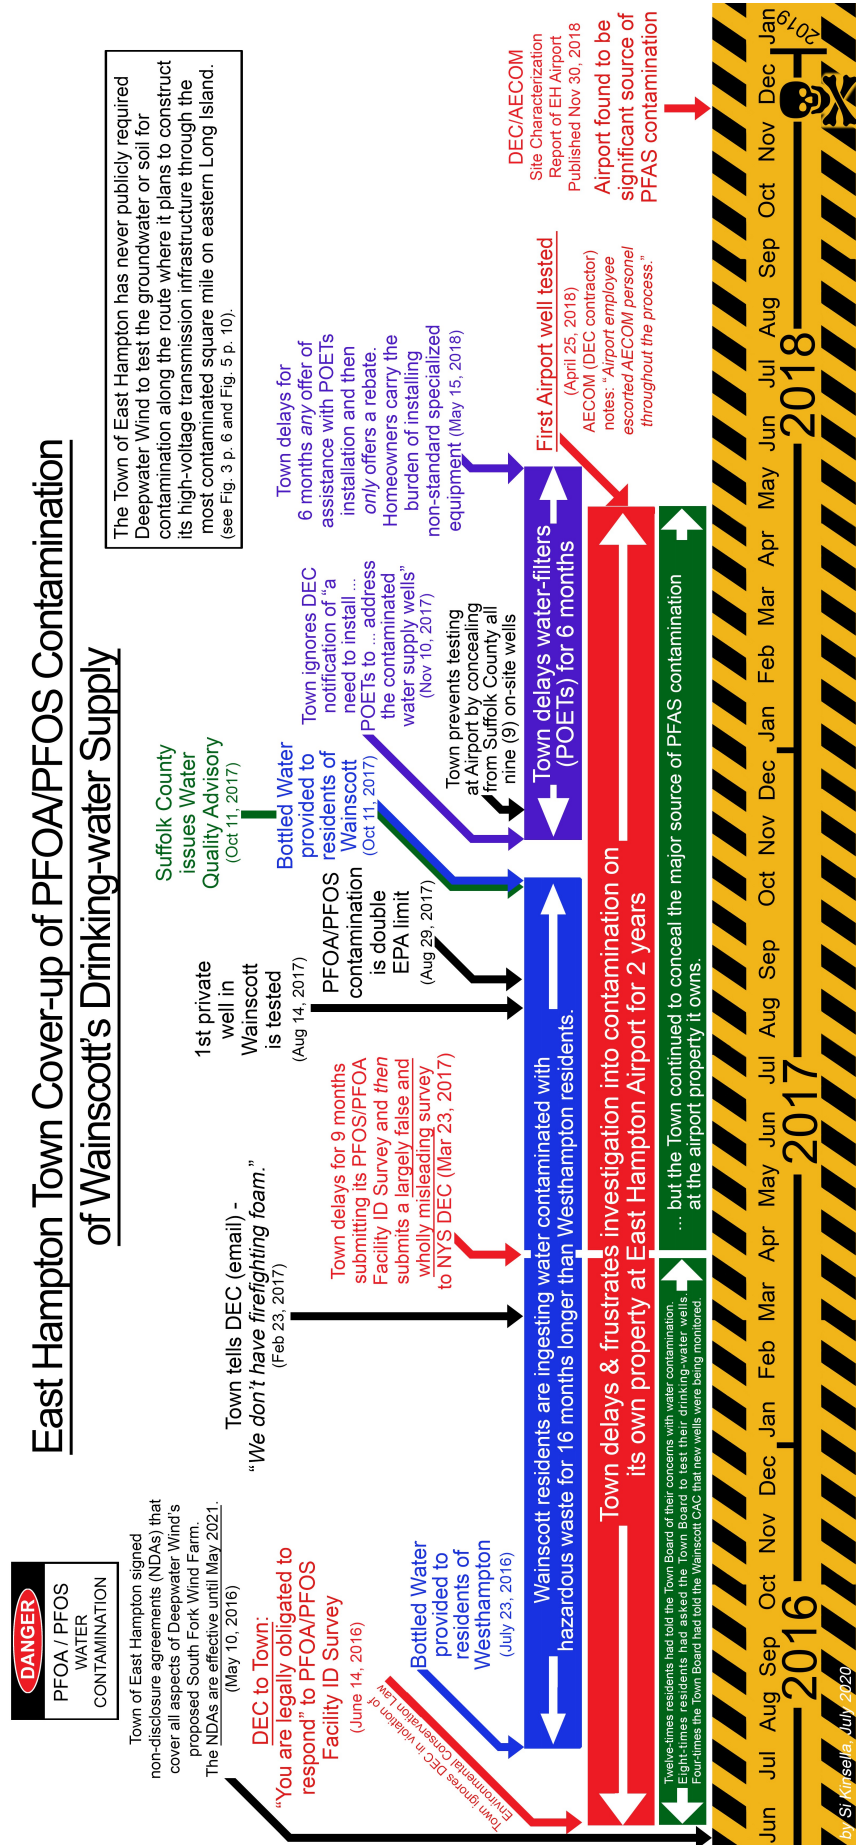 East Hampton Town Cover-up of PFOA/PFOS Contamination
of Wainscott's Drinking-water Supply
DANGER
PFOA / PFOS
WATER
CONTAMINATION
The Town of East Hampton has never publicly required
Deepwater Wind to test the groundwater or soil for
contamination along the route where it plans to construct
its high-voltage transmission infrastructure through the
most contaminated square mile on eastern Long Island.
(see Fig. 3 p. 6 and Fig. 5 p. 10).
Town of East Hampton signed
non-disclosure agreements (NDAs) that
cover all aspects of Deepwater Wind's
proposed South Fork Wind Farm.
The NDAs are effective until May 2021.
(May 10, 2016)
DEC to Town:
"You are legally obligated to
respond" to PFOA/PFOS
Facility ID Survey
(June 14, 2016)
Town ignores DEC in violation of
Environmental Conservation Law
Bottled Water
provided to
residents of
Westhampton
(July 23, 2016)
Town tells DEC (email) -
"We don't have firefighting foam."
(Feb 23, 2017)
Town delays for 9 months
submitting its PFOS/PFOA
Facility ID Survey and then
submits a largely false and
wholly misleading survey
to NYS DEC (Mar 23, 2017)
1st private
well in
Wainscott
is tested
(Aug 14, 2017)
PFOA/PFOS
contamination
is double
EPA limit
(Aug 29, 2017)
Suffolk County
issues Water
Quality Advisory
(Oct 11, 2017)
Bottled Water
provided to
residents of
Wainscott
(Oct 11, 2017)
Town ignores DEC
notification of "a
need to install ...
POETs to ... address
the contaminated
water supply wells"
(Nov 10, 2017)
Town prevents testing
at Airport by concealing
from Suffolk County all
nine (9) on-site wells
Town delays for
6 months any offer of
assistance with POETs
installation and then
only offers a rebate.
Homeowners carry the
burden of installing
non-standard specialized
equipment (May 15, 2018)
First Airport well tested
(April 25, 2018)
AECOM (DEC contractor)
notes: "Airport employee
escorted AECOM personel
throughout the process."
DEC/AECOM
Site Characterization
Report of EH Airport
Published Nov 30, 2018
Airport found to be
significant source of
PFAS contamination
Wainscott residents are ingesting water contaminated with
hazardous waste for 16 months longer than Westhampton residents.
Town delays water-filters
(POETs) for 6 months
Town delays & frustrates investigation into contamination on
its own property at East Hampton Airport for 2 years
Twelve-times residents had told the Town Board of their concerns with water contamination.
Eight-times residents had asked the Town Board to test their drinking-water wells.
Four-times the Town Board had told the Wainscott CAC that new wells were being monitored.
... but the Town continued to conceal the major source of PFAS contamination
at the airport property it owns.
Jun Jul Aug Sep Oct Nov Dec Jan Feb Mar Apr May Jun Jul Aug Sep Oct Nov Dec Jan Feb Mar Apr May Jun Jul Aug Sep Oct Nov Dec Jan
2016 2017 2018 2019
by Si Kinsella, July 2020